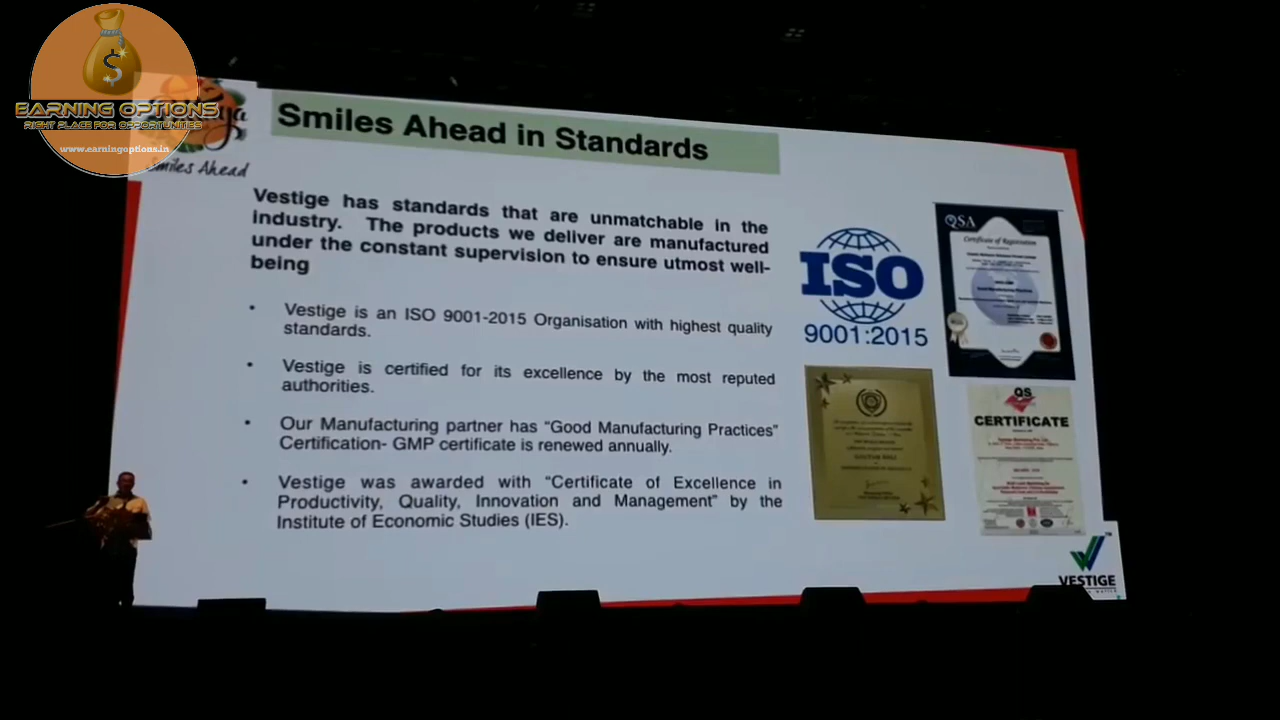 EARNING OPTIONS
RIGHT PLACE FOR OPPORTUNITIES
www.earningoptions.in
Smiles Ahead
Smiles Ahead in Standards
Vestige has standards that are unmatchable in the
industry. The products we deliver are manufactured
under the constant supervision to ensure utmost well-
being
• Vestige is an ISO 9001-2015 Organisation with highest quality
standards.
• Vestige is certified for its excellence by the most reputed
authorities.
• Our Manufacturing partner has "Good Manufacturing Practices"
Certification- GMP certificate is renewed annually.
• Vestige was awarded with "Certificate of Excellence in
Productivity, Quality, Innovation and Management" by the
Institute of Economic Studies (IES).
ISO
9001:2015
QSA
Certificate of Registration
QS
CERTIFICATE
VESTIGE